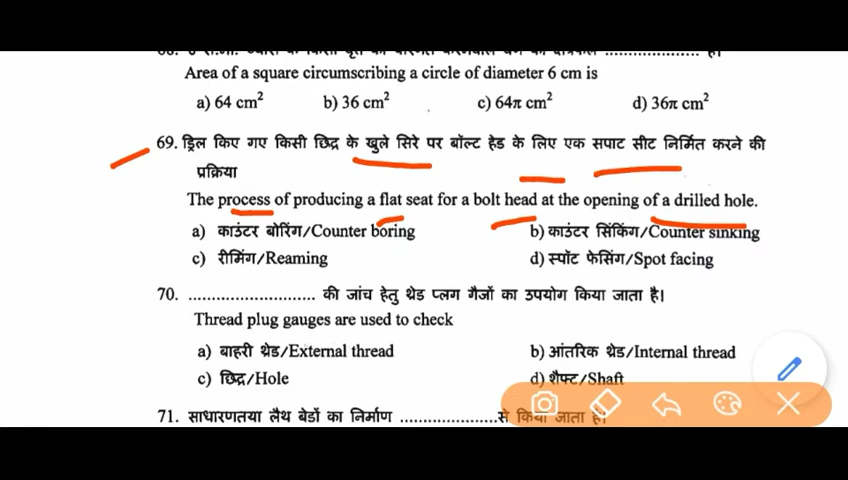 Area of a square circumscribing a circle of diameter 6 cm is
a) 64 cm² b) 36 cm² c) 64π cm² d) 36π cm²
69. ड्रिल किए गए किसी छिद्र के खुले सिरे पर बॉल्ट हेड के लिए एक सपाट सीट निर्मित करने की
प्रक्रिया
The process of producing a flat seat for a bolt head at the opening of a drilled hole.
a) काउंटर बोरिंग/Counter boring b) काउंटर सिंकिंग/Counter sinking
c) रीमिंग/Reaming d) स्पॉट फेसिंग/Spot facing
70. ............................ की जांच हेतु थ्रेड प्लग गैजों का उपयोग किया जाता है।
Thread plug gauges are used to check
a) बाहरी थ्रेड/External thread b) आंतरिक थ्रेड/Internal thread
c) छिद्र/Hole d) शैफ्ट/Shaft
71. साधारणतया लैथ बेडों का निर्माण .....................से किया जाता है।